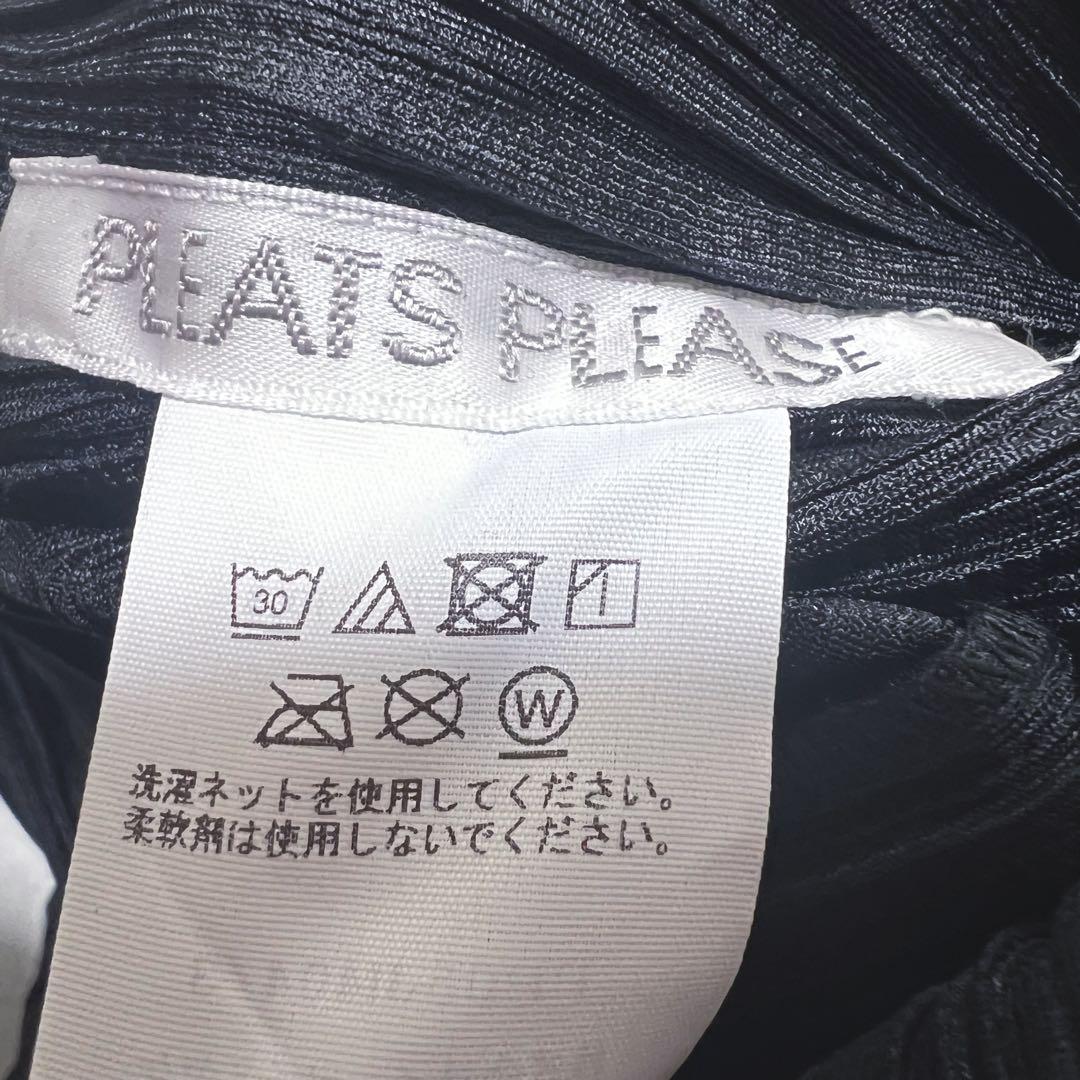 PLEATS PLEASE
30
W
洗濯ネットを使用してください。
柔軟剤は使用しないでください。